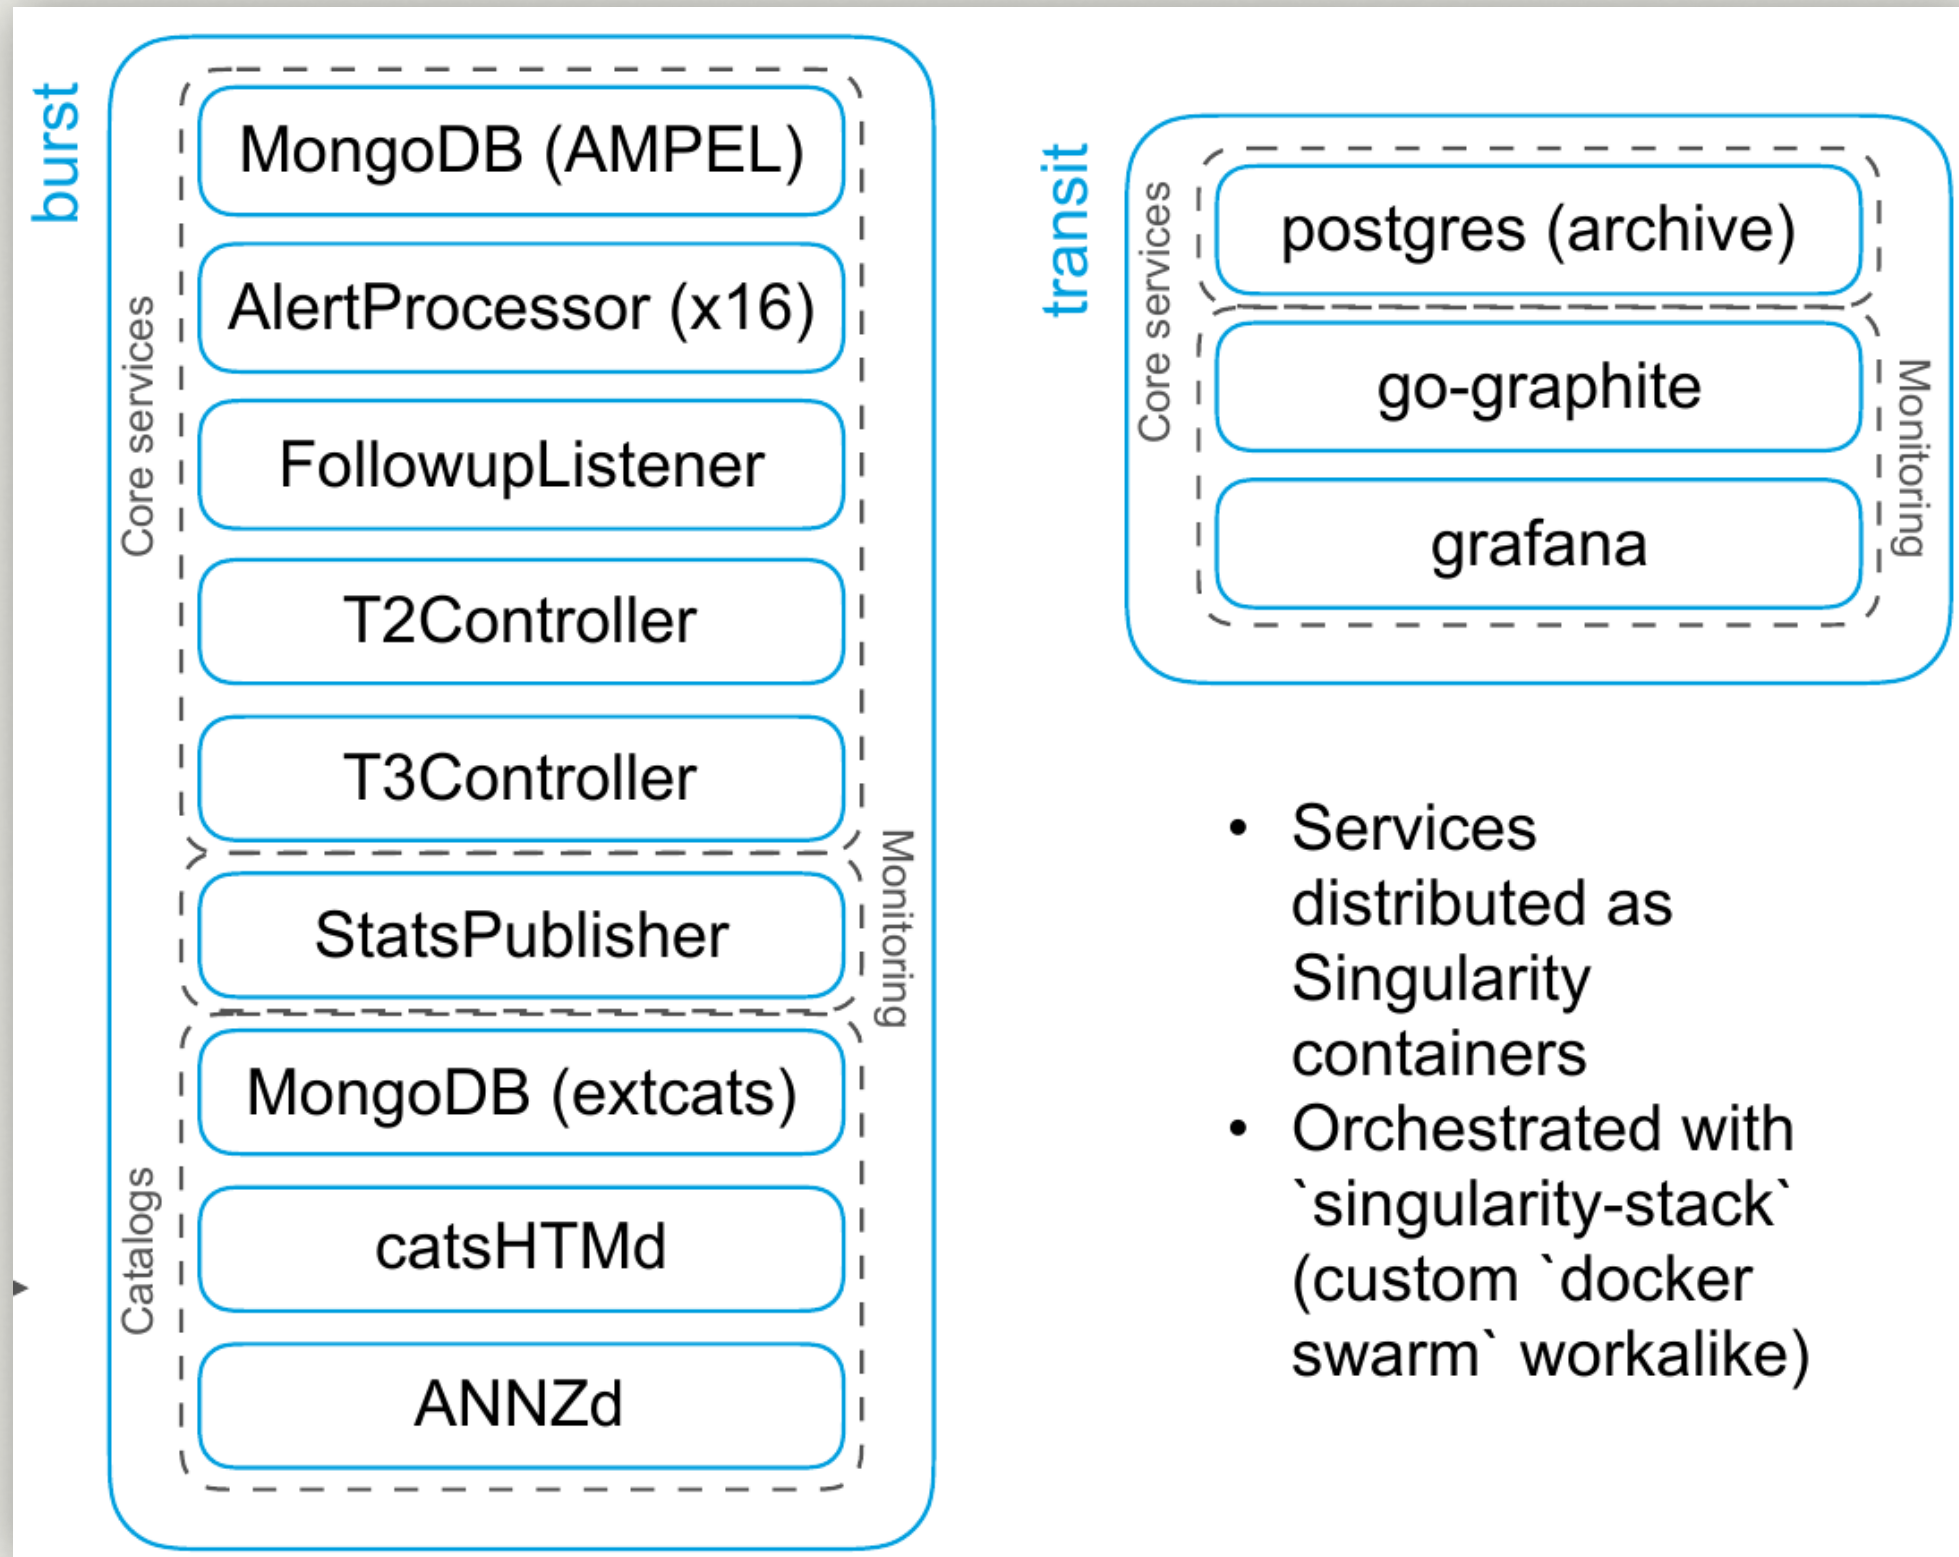 burst
Core services
MongoDB (AMPEL)
AlertProcessor (x16)
FollowupListener
T2Controller
T3Controller
Monitoring
StatsPublisher
Catalogs
MongoDB (extcats)
catsHTMd
ANNZd
transit
Core services
postgres (archive)
Monitoring
go-graphite
grafana
• Services
distributed as
Singularity
containers
• Orchestrated with
`singularity-stack`
(custom `docker
swarm` workalike)